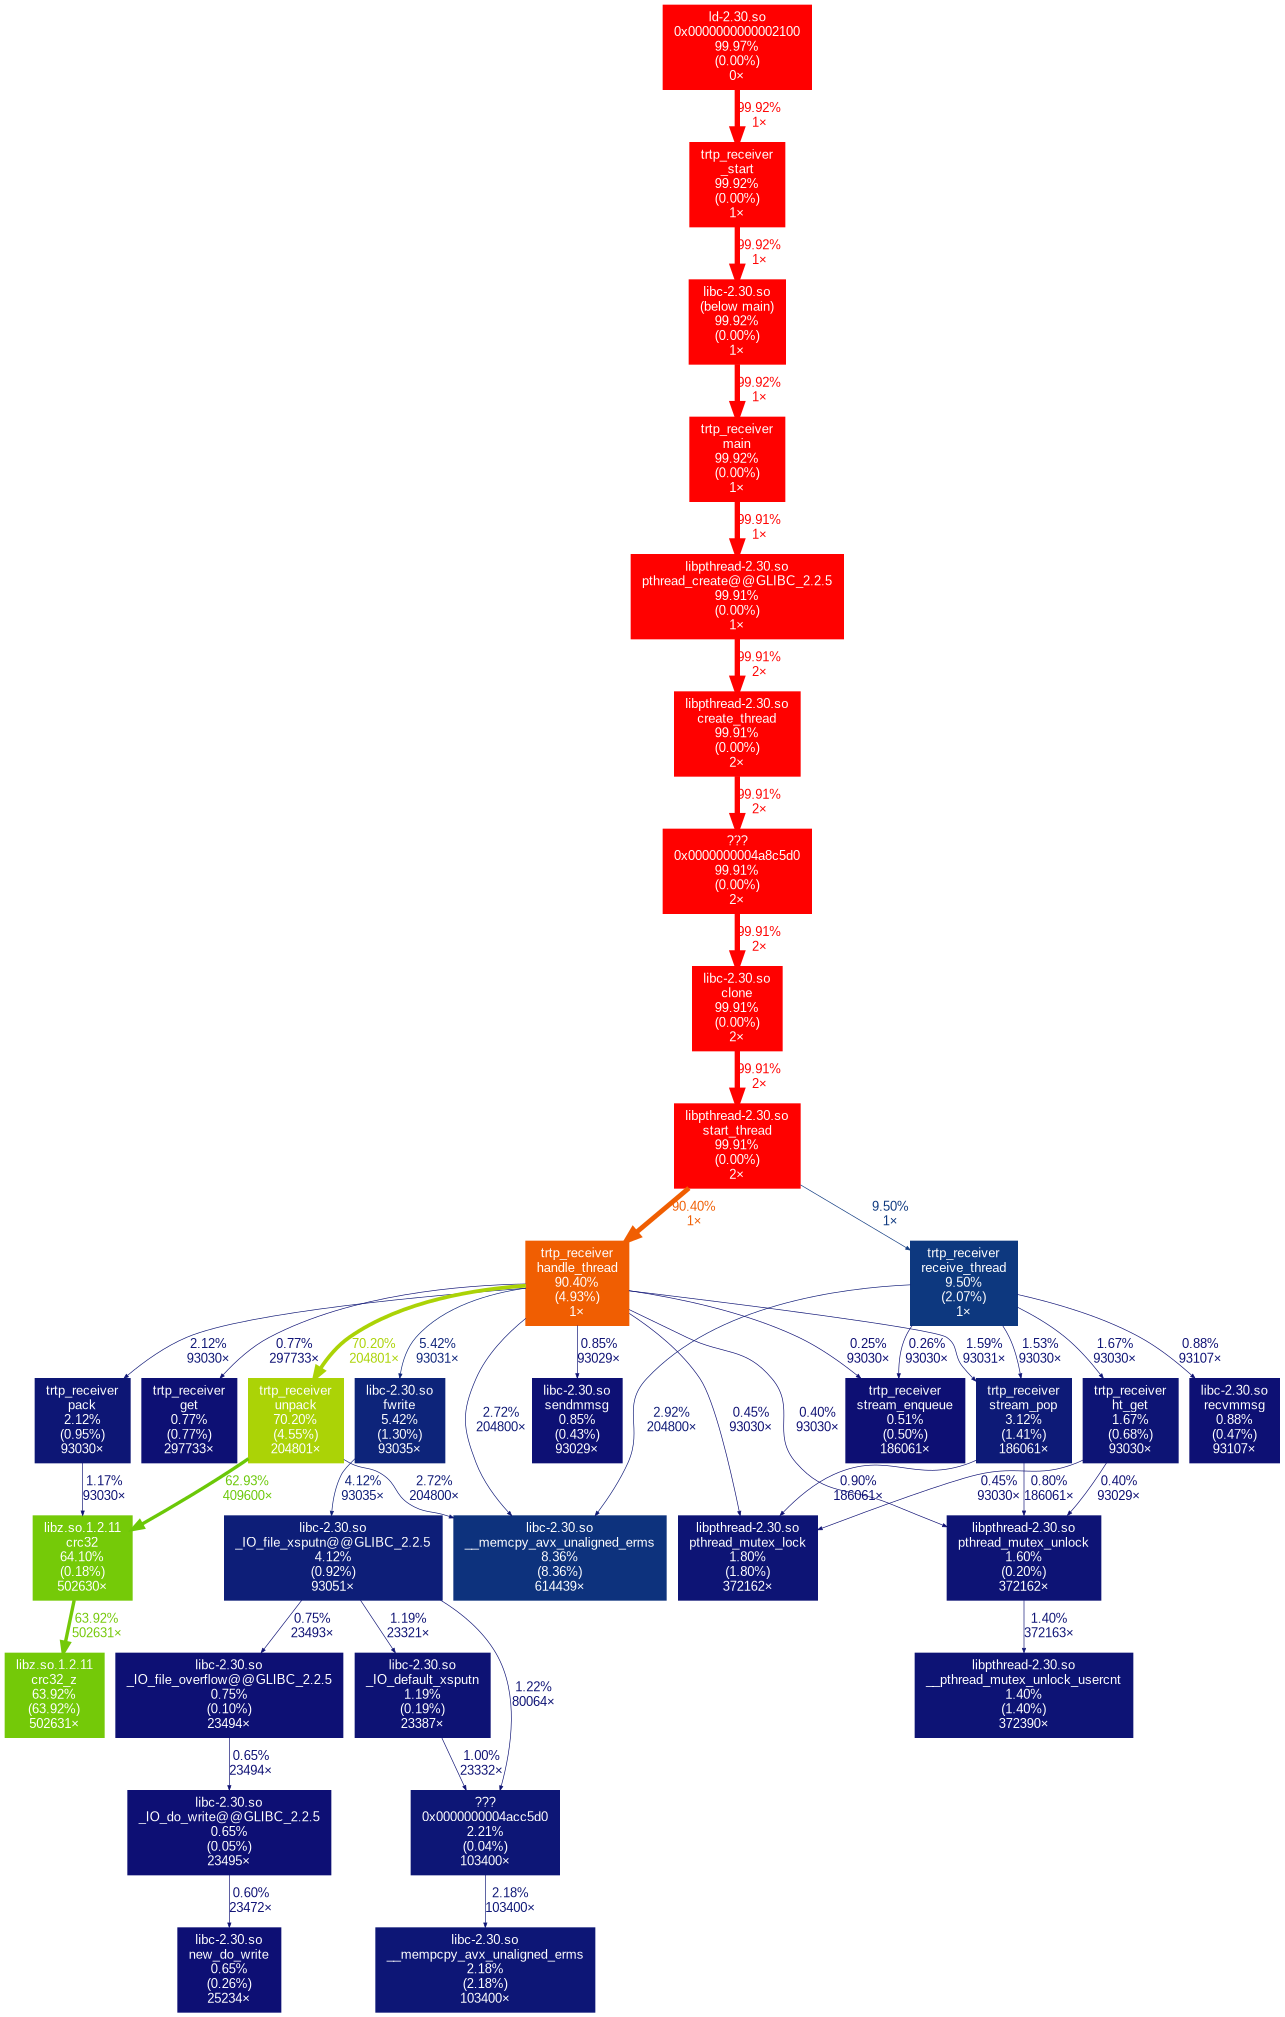 ld-2.30.so
0x0000000000002100
99.97%
(0.00%)
0×
99.92%
1×
trtp_receiver
_start
99.92%
(0.00%)
1×
99.92%
1×
libc-2.30.so
(below main)
99.92%
(0.00%)
1×
99.92%
1×
trtp_receiver
main
99.92%
(0.00%)
1×
99.91%
1×
libpthread-2.30.so
pthread_create@@GLIBC_2.2.5
99.91%
(0.00%)
1×
99.91%
2×
libpthread-2.30.so
create_thread
99.91%
(0.00%)
2×
99.91%
2×
???
0x0000000004a8c5d0
99.91%
(0.00%)
2×
99.91%
2×
libc-2.30.so
clone
99.91%
(0.00%)
2×
99.91%
2×
libpthread-2.30.so
start_thread
99.91%
(0.00%)
2×
90.40%
1×
9.50%
1×
trtp_receiver
handle_thread
90.40%
(4.93%)
1×
trtp_receiver
receive_thread
9.50%
(2.07%)
1×
2.12%
93030×
0.77%
297733×
70.20%
204801×
5.42%
93031×
2.72%
204800×
0.85%
93029×
2.92%
204800×
0.45%
93030×
0.40%
93030×
0.25%
93030×
0.26%
93030×
1.59%
93031×
1.53%
93030×
1.67%
93030×
0.88%
93107×
trtp_receiver
pack
2.12%
(0.95%)
93030×
trtp_receiver
get
0.77%
(0.77%)
297733×
trtp_receiver
unpack
70.20%
(4.55%)
204801×
libc-2.30.so
fwrite
5.42%
(1.30%)
93035×
libc-2.30.so
sendmmsg
0.85%
(0.43%)
93029×
trtp_receiver
stream_enqueue
0.51%
(0.50%)
186061×
trtp_receiver
stream_pop
3.12%
(1.41%)
186061×
trtp_receiver
ht_get
1.67%
(0.68%)
93030×
libc-2.30.so
recvmmsg
0.88%
(0.47%)
93107×
1.17%
93030×
62.93%
409600×
4.12%
93035×
2.72%
204800×
0.90%
186061×
0.45%
93030×
0.80%
186061×
0.40%
93029×
libz.so.1.2.11
crc32
64.10%
(0.18%)
502630×
libc-2.30.so
_IO_file_xsputn@@GLIBC_2.2.5
4.12%
(0.92%)
93051×
libc-2.30.so
__memcpy_avx_unaligned_erms
8.36%
(8.36%)
614439×
libpthread-2.30.so
pthread_mutex_lock
1.80%
(1.80%)
372162×
libpthread-2.30.so
pthread_mutex_unlock
1.60%
(0.20%)
372162×
63.92%
502631×
0.75%
23493×
1.19%
23321×
1.22%
80064×
1.40%
372163×
libz.so.1.2.11
crc32_z
63.92%
(63.92%)
502631×
libc-2.30.so
_IO_file_overflow@@GLIBC_2.2.5
0.75%
(0.10%)
23494×
libc-2.30.so
_IO_default_xsputn
1.19%
(0.19%)
23387×
libpthread-2.30.so
__pthread_mutex_unlock_usercnt
1.40%
(1.40%)
372390×
0.65%
23494×
1.00%
23332×
libc-2.30.so
_IO_do_write@@GLIBC_2.2.5
0.65%
(0.05%)
23495×
???
0x0000000004acc5d0
2.21%
(0.04%)
103400×
0.60%
23472×
2.18%
103400×
libc-2.30.so
new_do_write
0.65%
(0.26%)
25234×
libc-2.30.so
__mempcpy_avx_unaligned_erms
2.18%
(2.18%)
103400×